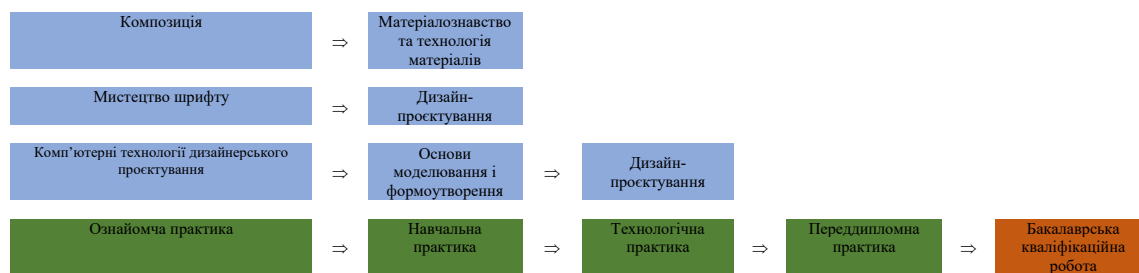 Композиція
⇒
Матеріалознавство
та технологія
матеріалів
Мистецтво шрифту
⇒
Дизайн-
проєктування
Комп’ютерні технології дизайнерського
проєктування
⇒
Основи
моделювання і
формоутворення
⇒
Дизайн-
проєктування
Ознайомча практика
⇒
Навчальна
практика
⇒
Технологічна
практика
⇒
Переддипломна
практика
⇒
Бакалаврська
кваліфікаційна
робота